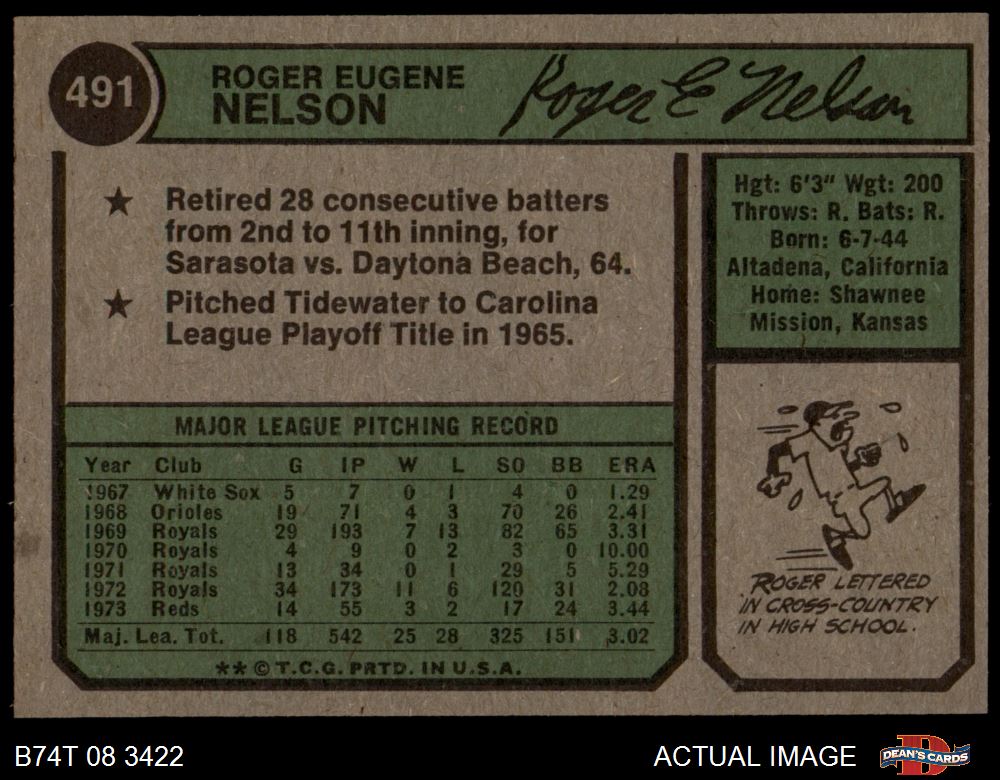 491
ROGER EUGENE
NELSON
Roger E Nelson
★ Retired 28 consecutive batters
from 2nd to 11th inning, for
Sarasota vs. Daytona Beach, 64.
★ Pitched Tidewater to Carolina
League Playoff Title in 1965.
Hgt: 6'3" Wgt: 200
Throws: R. Bats: R.
Born: 6-7-44
Altadena, California
Home: Shawnee
Mission, Kansas
MAJOR LEAGUE PITCHING RECORD
Year Club G IP W L SO BB ERA
1967 White Sox 5 7 0 1 4 0 1.29
1968 Orioles 19 71 4 3 70 26 2.41
1969 Royals 29 193 7 13 82 65 3.31
1970 Royals 4 9 0 2 3 0 10.00
1971 Royals 13 34 0 1 29 5 5.29
1972 Royals 34 173 11 6 120 31 2.08
1973 Reds 14 55 3 2 17 24 3.44
Maj. Lea. Tot. 118 542 25 28 325 151 3.02
**©T.C.G. PRTD. IN U.S.A.
ROGER LETTERED
IN CROSS-COUNTRY
IN HIGH SCHOOL.
B74T 08 3422
ACTUAL IMAGE
DEAN'S CARDS